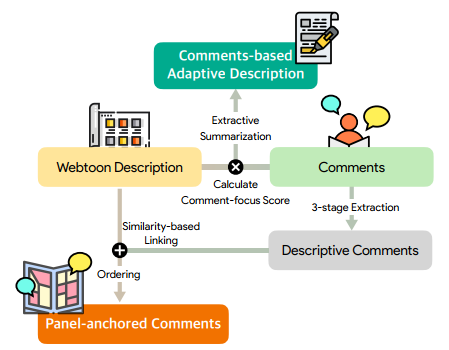 Comments-based
Adaptive Description
Extractive
Summarization
Webtoon Description
Comments
Calculate
Comment-focus Score
3-stage Extraction
Similarity-based
Linking
Descriptive Comments
Ordering
Panel-anchored Comments